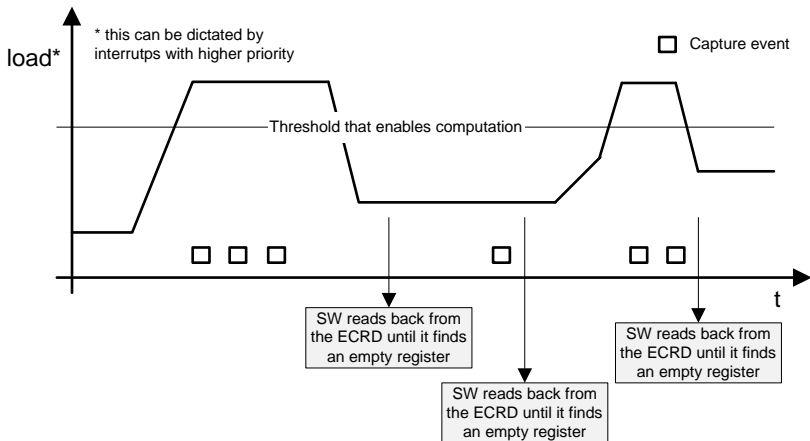 * this can be dictated by
interrutps with higher priority
load*
Capture event
Threshold that enables computation
t
SW reads back from
the ECRD until it finds
an empty register
SW reads back from
the ECRD until it finds
an empty register
SW reads back from
the ECRD until it finds
an empty register